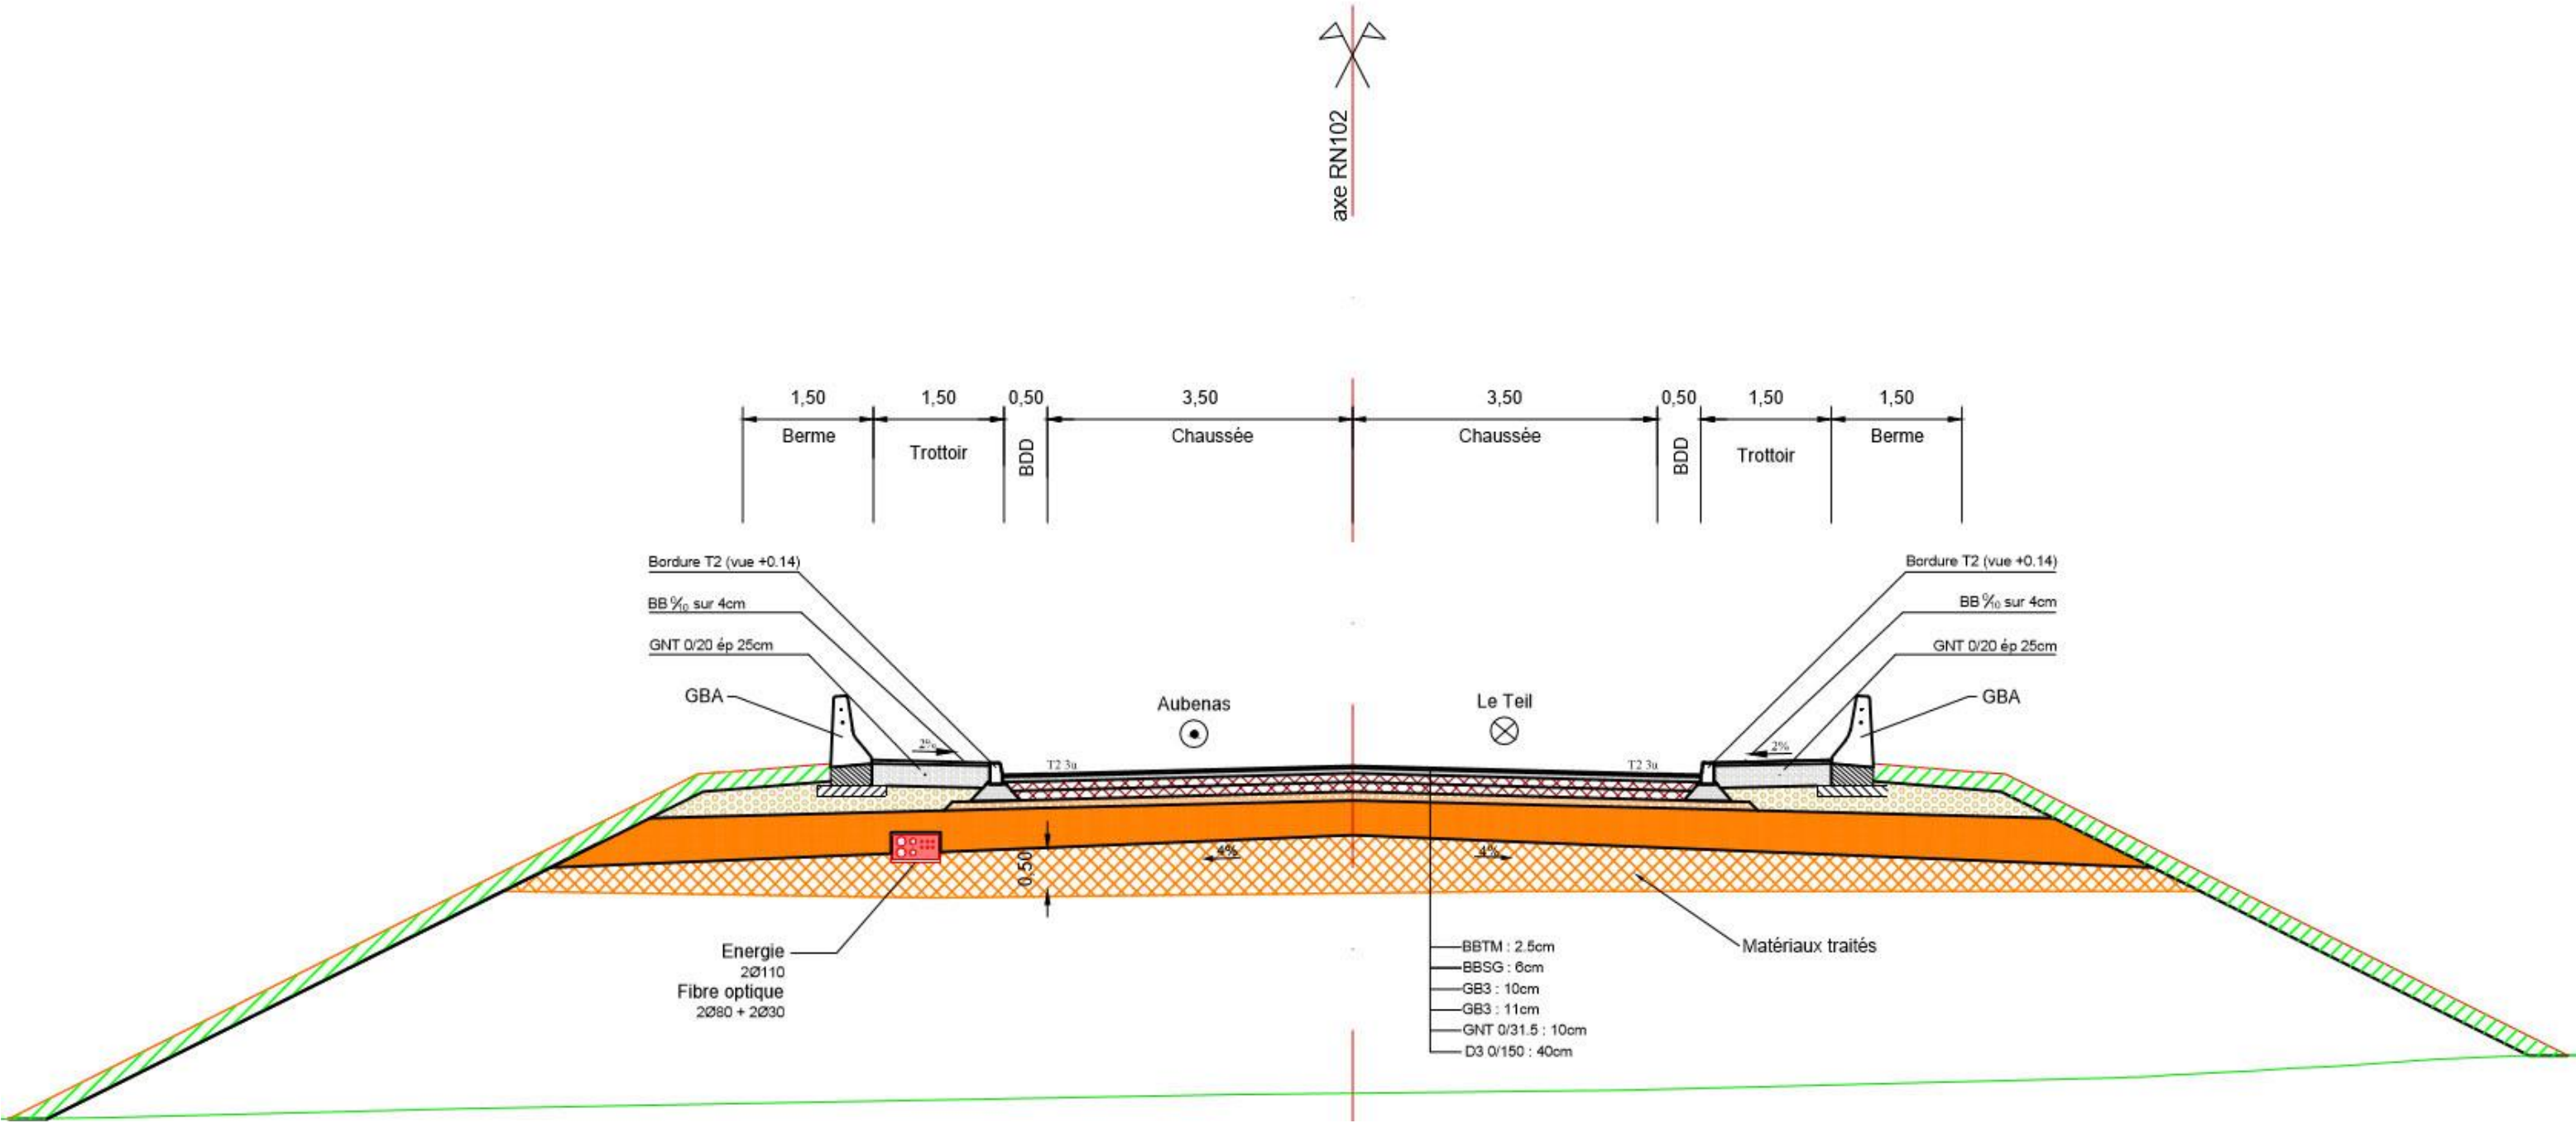 axe RN102
1,50
1,50
0,50
3,50
3,50
0,50
1,50
1,50
Berme
Trottoir
BDD
Chaussée
Chaussée
BDD
Trottoir
Berme
Bordure T2 (vue +0.14)
BB 0/10 sur 4cm
GNT 0/20 ép 25cm
GBA
Bordure T2 (vue +0.14)
BB 0/10 sur 4cm
GNT 0/20 ép 25cm
GBA
Aubenas
Le Teil
2%
T2 3u
T2 3u
2%
0,50
4%
4%
Energie
2Ø110
Fibre optique
2Ø80 + 2Ø30
BBTM : 2.5cm
BBSG : 6cm
GB3 : 10cm
GB3 : 11cm
GNT 0/31.5 : 10cm
D3 0/150 : 40cm
Matériaux traités